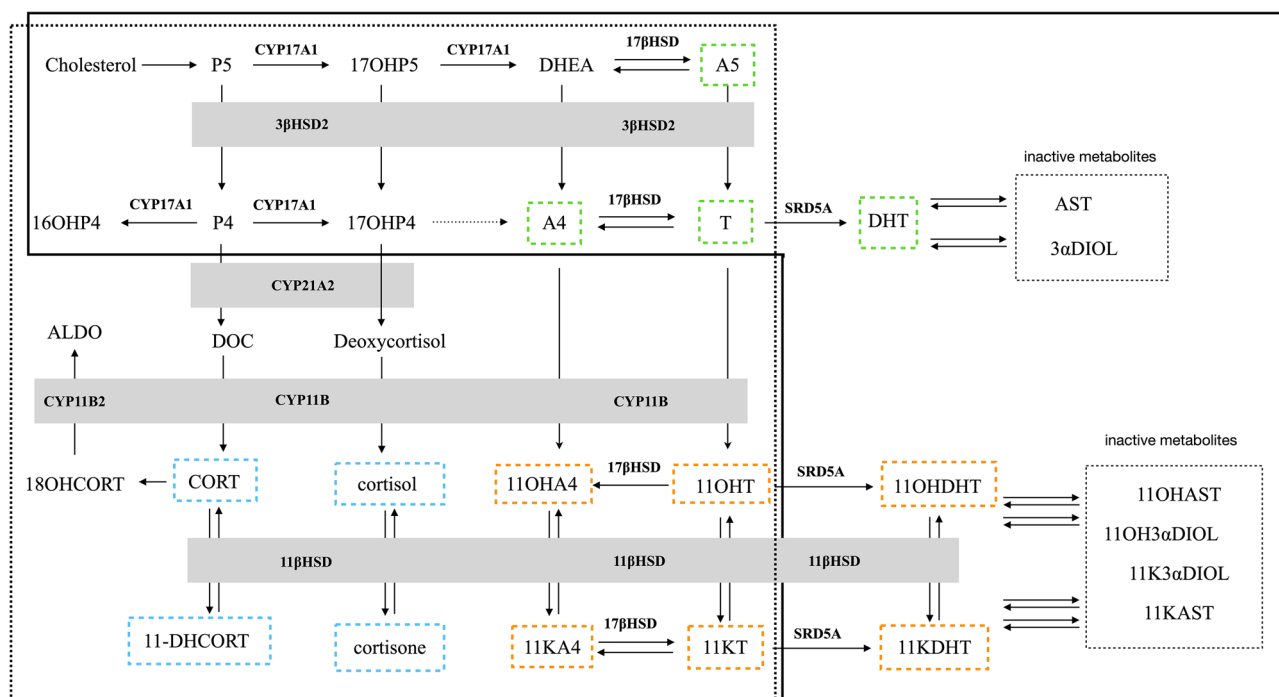 17βHSD
CYP17A1 CYP17A1
Cholesterol P5 17OHP5 DHEA A5
3βHSD2 3βHSD2
inactive metabolites
CYP17A1 CYP17A1 17βHSD
AST
SRD5A
16OHP4 P4 17OHP4 A4 T DHT
3αDIOL
CYP21A2
ALDO DOC Deoxycortisol
CYP11B2 CYP11B CYP11B
inactive metabolites
17βHSD SRD5A
18OHCORT CORT cortisol 11OHA4 11OHT 11OHDHT
11OHAST
11OH3αDIOL
11βHSD 11βHSD 11βHSD
11K3αDIOL
11KAST
17βHSD SRD5A
11-DHCORT cortisone 11KA4 11KT 11KDHT